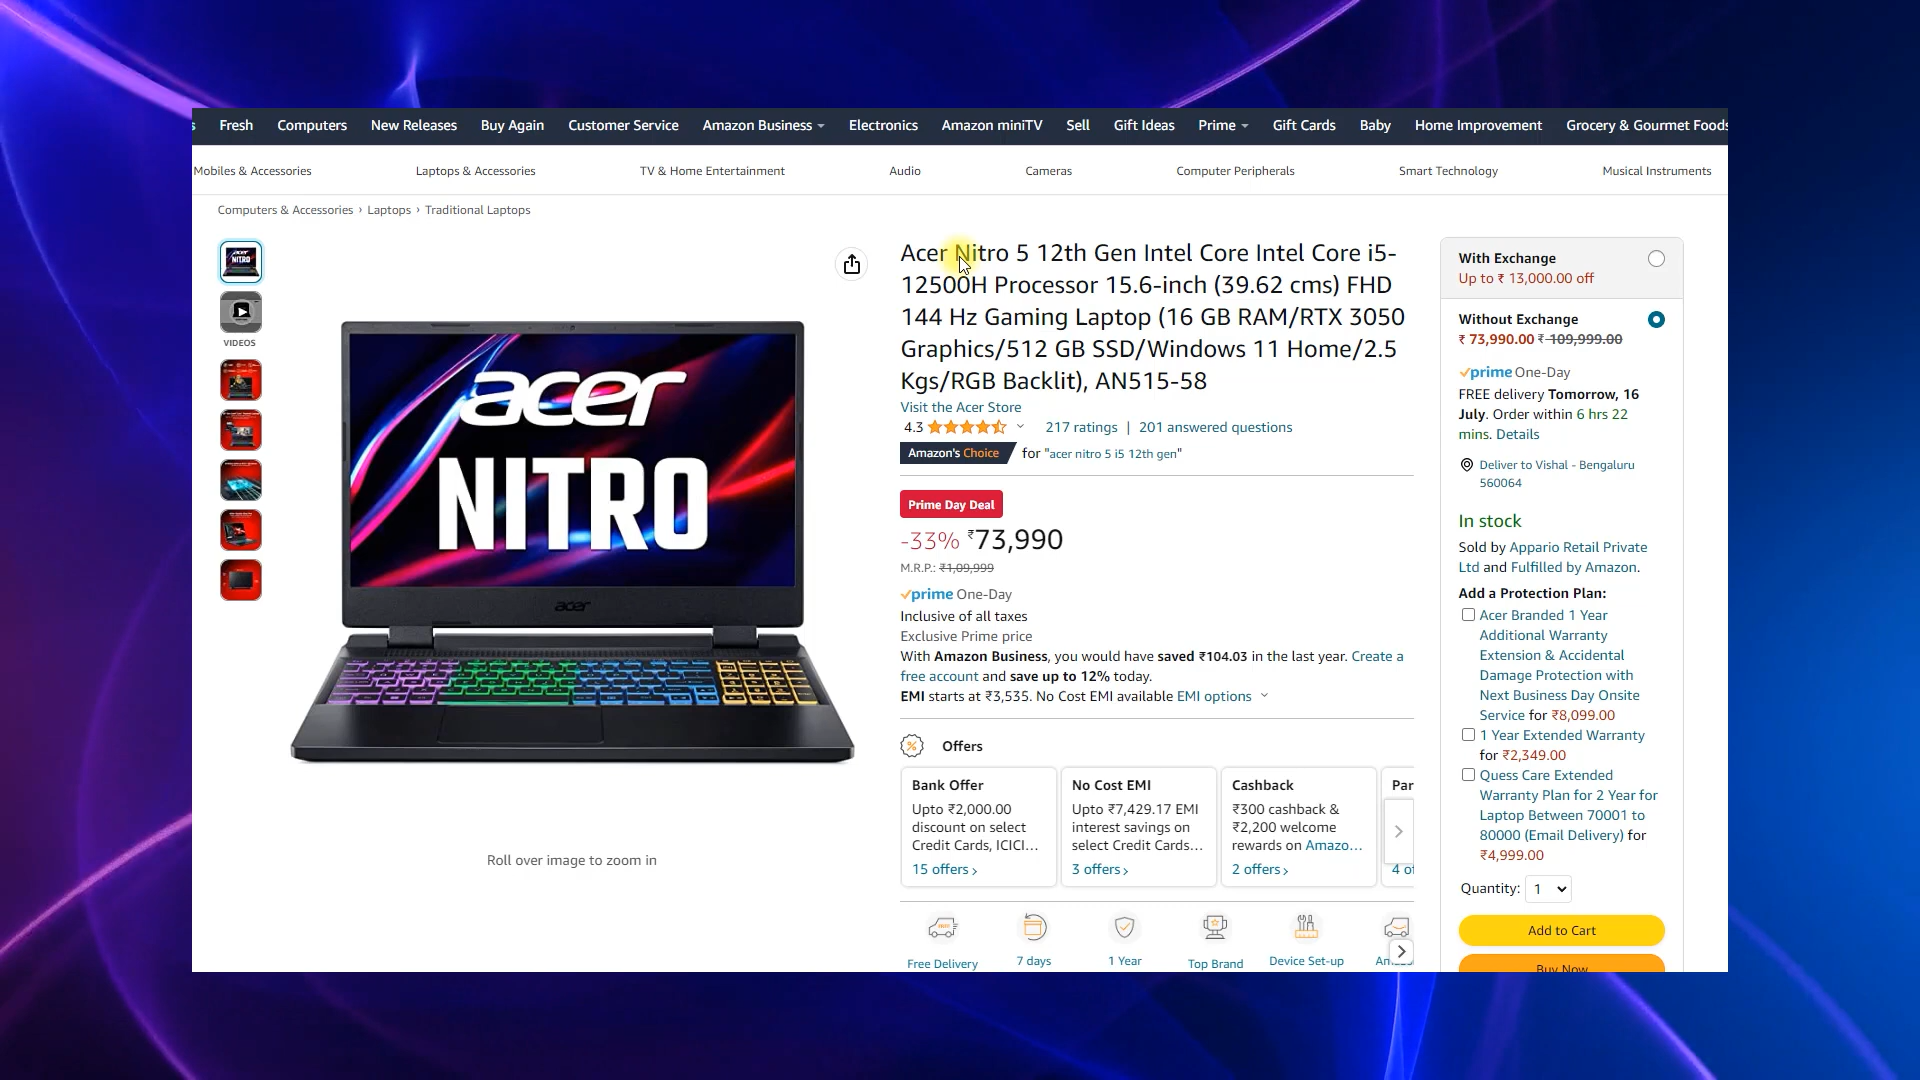 Fresh Computers New Releases Buy Again Customer Service Amazon Business Electronics Amazon miniTV Sell Gift Ideas Prime Gift Cards Baby Home Improvement Grocery & Gourmet Foods
Mobiles & Accessories Laptops & Accessories TV & Home Entertainment Audio Cameras Computer Peripherals Smart Technology Musical Instruments
Computers & Accessories › Laptops › Traditional Laptops
VIDEOS
acer
NITRO
acer
Roll over image to zoom in
Acer Nitro 5 12th Gen Intel Core Intel Core i5-
12500H Processor 15.6-inch (39.62 cms) FHD
144 Hz Gaming Laptop (16 GB RAM/RTX 3050
Graphics/512 GB SSD/Windows 11 Home/2.5
Kgs/RGB Backlit), AN515-58
Visit the Acer Store
4.3 217 ratings | 201 answered questions
Amazon's Choice for "acer nitro 5 i5 12th gen"
Prime Day Deal
-33% ₹73,990
M.R.P.: ₹1,09,999
prime One-Day
Inclusive of all taxes
Exclusive Prime price
With Amazon Business, you would have saved ₹104.03 in the last year. Create a
free account and save up to 12% today.
EMI starts at ₹3,535. No Cost EMI available EMI options
Offers
Bank Offer
Upto ₹2,000.00
discount on select
Credit Cards, ICICI…
15 offers ›
No Cost EMI
Upto ₹7,429.17 EMI
interest savings on
select Credit Cards…
3 offers ›
Cashback
₹300 cashback &
₹2,200 welcome
rewards on Amazo…
2 offers ›
Par
4 of
Free Delivery
7 days
1 Year
Top Brand
Device Set-up
With Exchange
Up to ₹ 13,000.00 off
Without Exchange
₹ 73,990.00 ₹ 109,999.00
prime One-Day
FREE delivery Tomorrow, 16
July. Order within 6 hrs 22
mins. Details
Deliver to Vishal - Bengaluru
560064
In stock
Sold by Appario Retail Private
Ltd and Fulfilled by Amazon.
Add a Protection Plan:
Acer Branded 1 Year
Additional Warranty
Extension & Accidental
Damage Protection with
Next Business Day Onsite
Service for ₹8,099.00
1 Year Extended Warranty
for ₹2,349.00
Quess Care Extended
Warranty Plan for 2 Year for
Laptop Between 70001 to
80000 (Email Delivery) for
₹4,999.00
Quantity: 1
Add to Cart
Buy Now